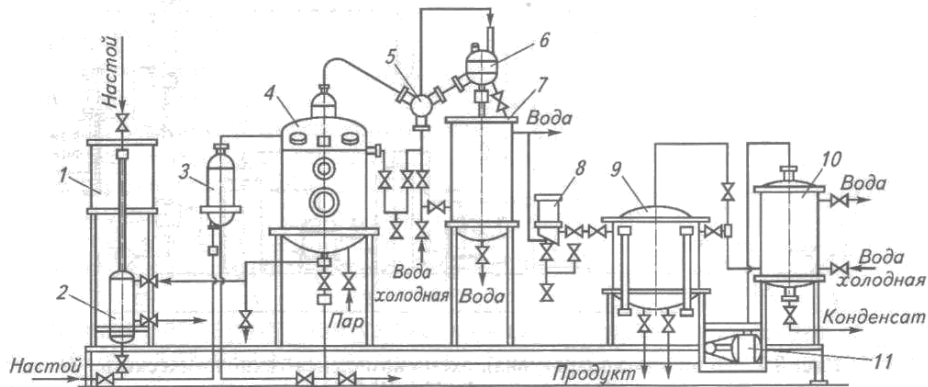 Настой
1
2
3
4
5
6
7
Вода
8
9
10
Вода
Вода
холодная
Вода
холодная
Вода
Пар
Конденсат
11
Настой
Продукт